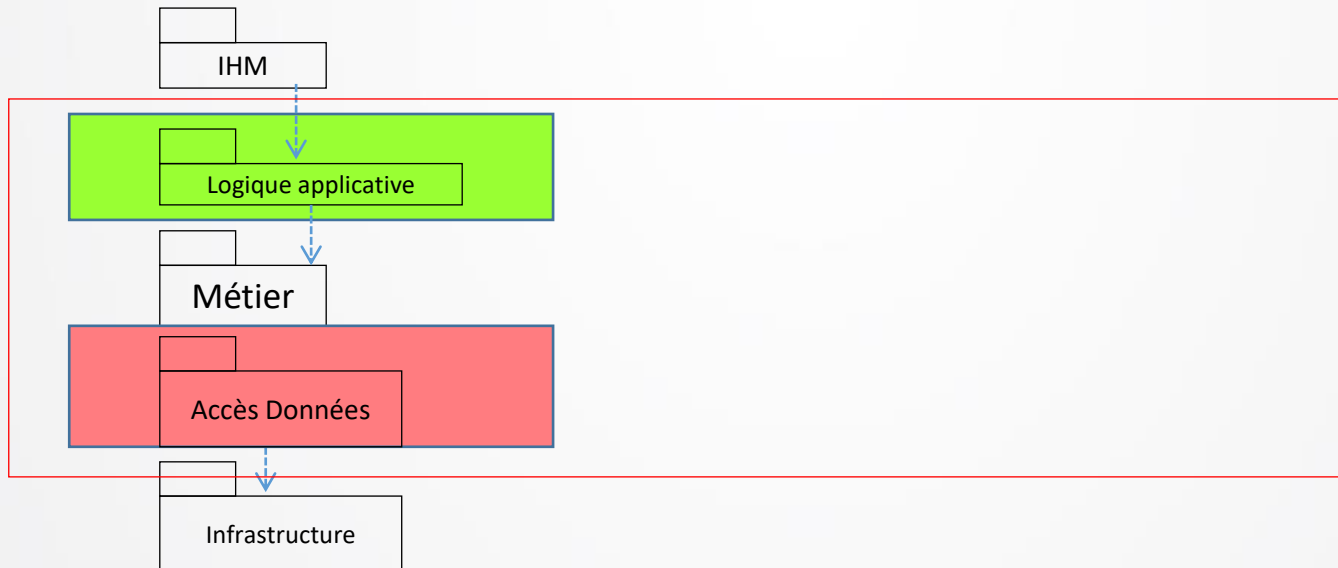 IHM
Logique applicative
Métier
Accès Données
Infrastructure